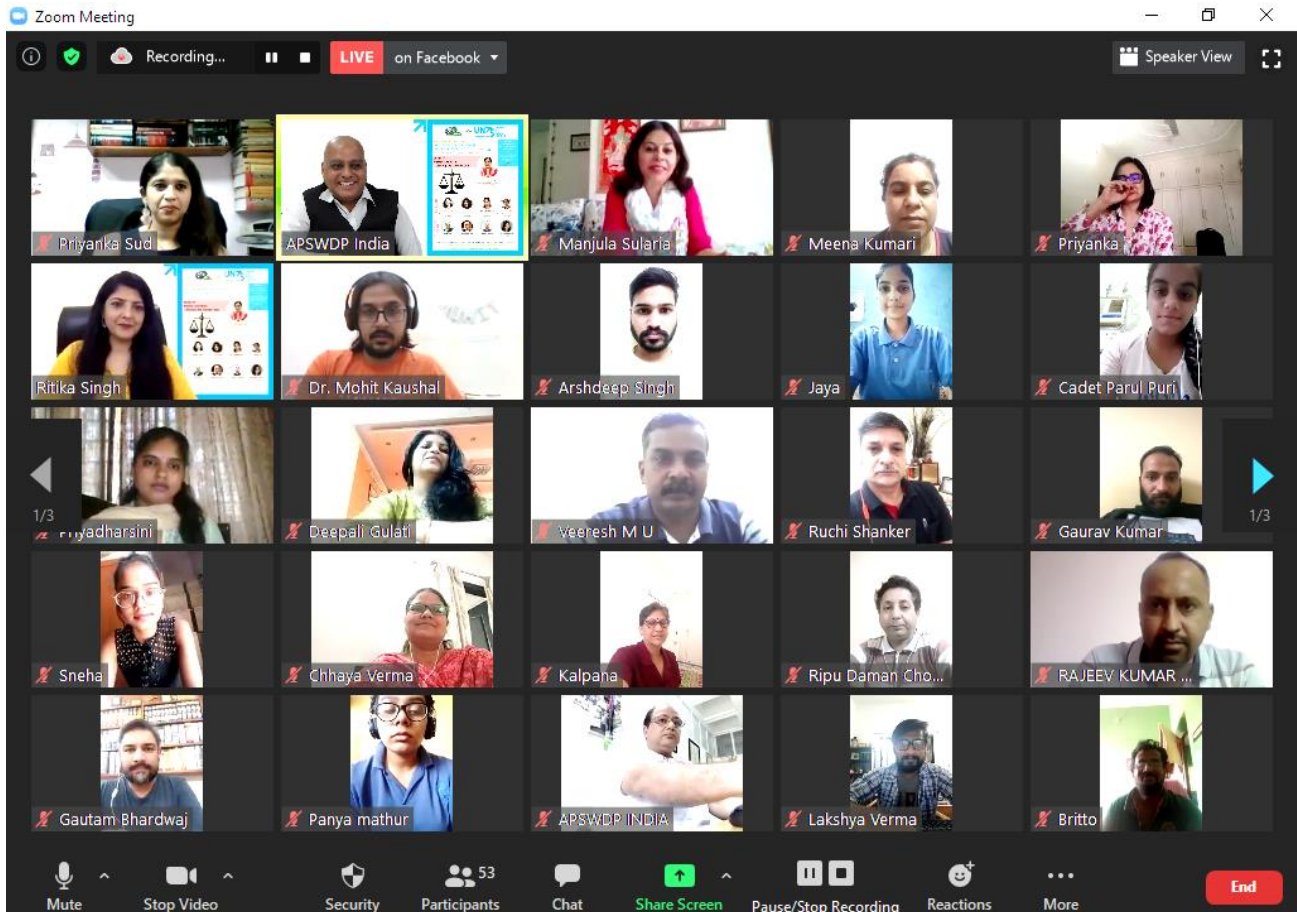 Zoom Meeting
Recording...
LIVE on Facebook
Speaker View
Priyanka Sud
APSWDP India
Manjula Sularia
Meena Kumari
Priyanka
Ritika Singh
Dr. Mohit Kaushal
Arshdeep Singh
Jaya
Cadet Parul Puri
1/3
Priyadharsini
Deepali Gulati
Veeresh M U
Ruchi Shanker
Gaurav Kumar
1/3
Sneha
Chhaya Verma
Kalpana
Ripu Daman Cho...
RAJEEV KUMAR ...
Gautam Bhardwaj
Panya mathur
APSWDP INDIA
Lakshya Verma
Britto
Mute
Stop Video
Security
53
Participants
Chat
Share Screen
Pause/Stop Recording
Reactions
More
End